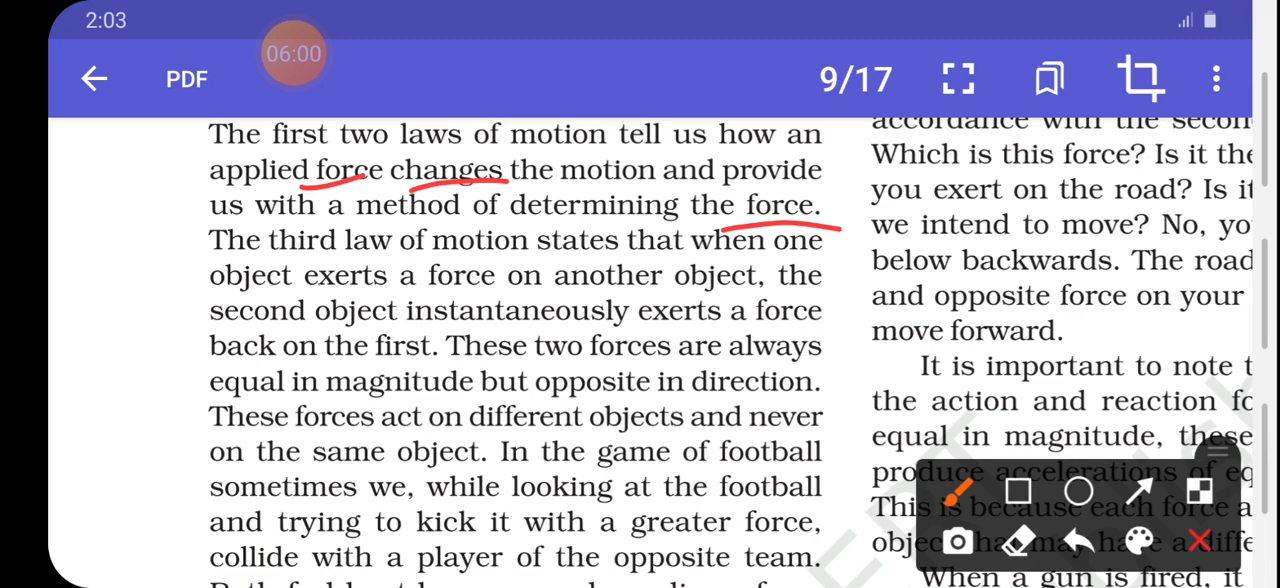 2:03
06:00
PDF
9/17
The first two laws of motion tell us how an
applied force changes the motion and provide
us with a method of determining the force.
The third law of motion states that when one
object exerts a force on another object, the
second object instantaneously exerts a force
back on the first. These two forces are always
equal in magnitude but opposite in direction.
These forces act on different objects and never
on the same object. In the game of football
sometimes we, while looking at the football
and trying to kick it with a greater force,
collide with a player of the opposite team.
accordance with the secon
Which is this force? Is it the
you exert on the road? Is it
we intend to move? No, yo
below backwards. The road
and opposite force on your
move forward.
It is important to note t
the action and reaction fo
equal in magnitude, these
produce accelerations of eq
This is because each force a
When a gun is fired, it